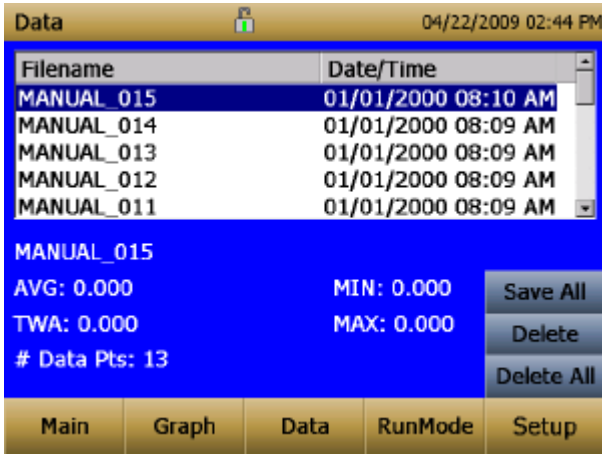 Data 04/22/2009 02:44 PM
Filename Date/Time
MANUAL_015 01/01/2000 08:10 AM
MANUAL_014 01/01/2000 08:09 AM
MANUAL_013 01/01/2000 08:09 AM
MANUAL_012 01/01/2000 08:09 AM
MANUAL_011 01/01/2000 08:09 AM
MANUAL_015
AVG: 0.000 MIN: 0.000 Save All
TWA: 0.000 MAX: 0.000 Delete
# Data Pts: 13 Delete All
Main Graph Data RunMode Setup